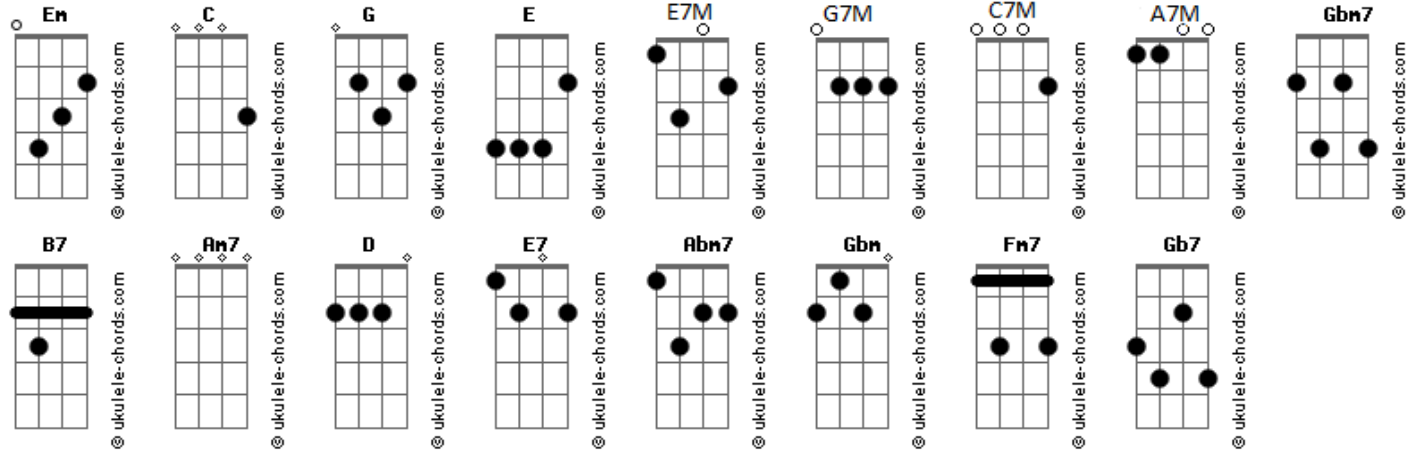 Em C G E E7M G7M C7M A7M Gbm7
© ukulele-chords.com © ukulele-chords.com © ukulele-chords.com © ukulele-chords.com © ukulele-chords.com © ukulele-chords.com © ukulele-chords.com © ukulele-chords.com © ukulele-chords.com
B7 Am7 D E7 Abm7 Gbm Fm7 Gb7
© ukulele-chords.com © ukulele-chords.com © ukulele-chords.com © ukulele-chords.com © ukulele-chords.com © ukulele-chords.com © ukulele-chords.com © ukulele-chords.com